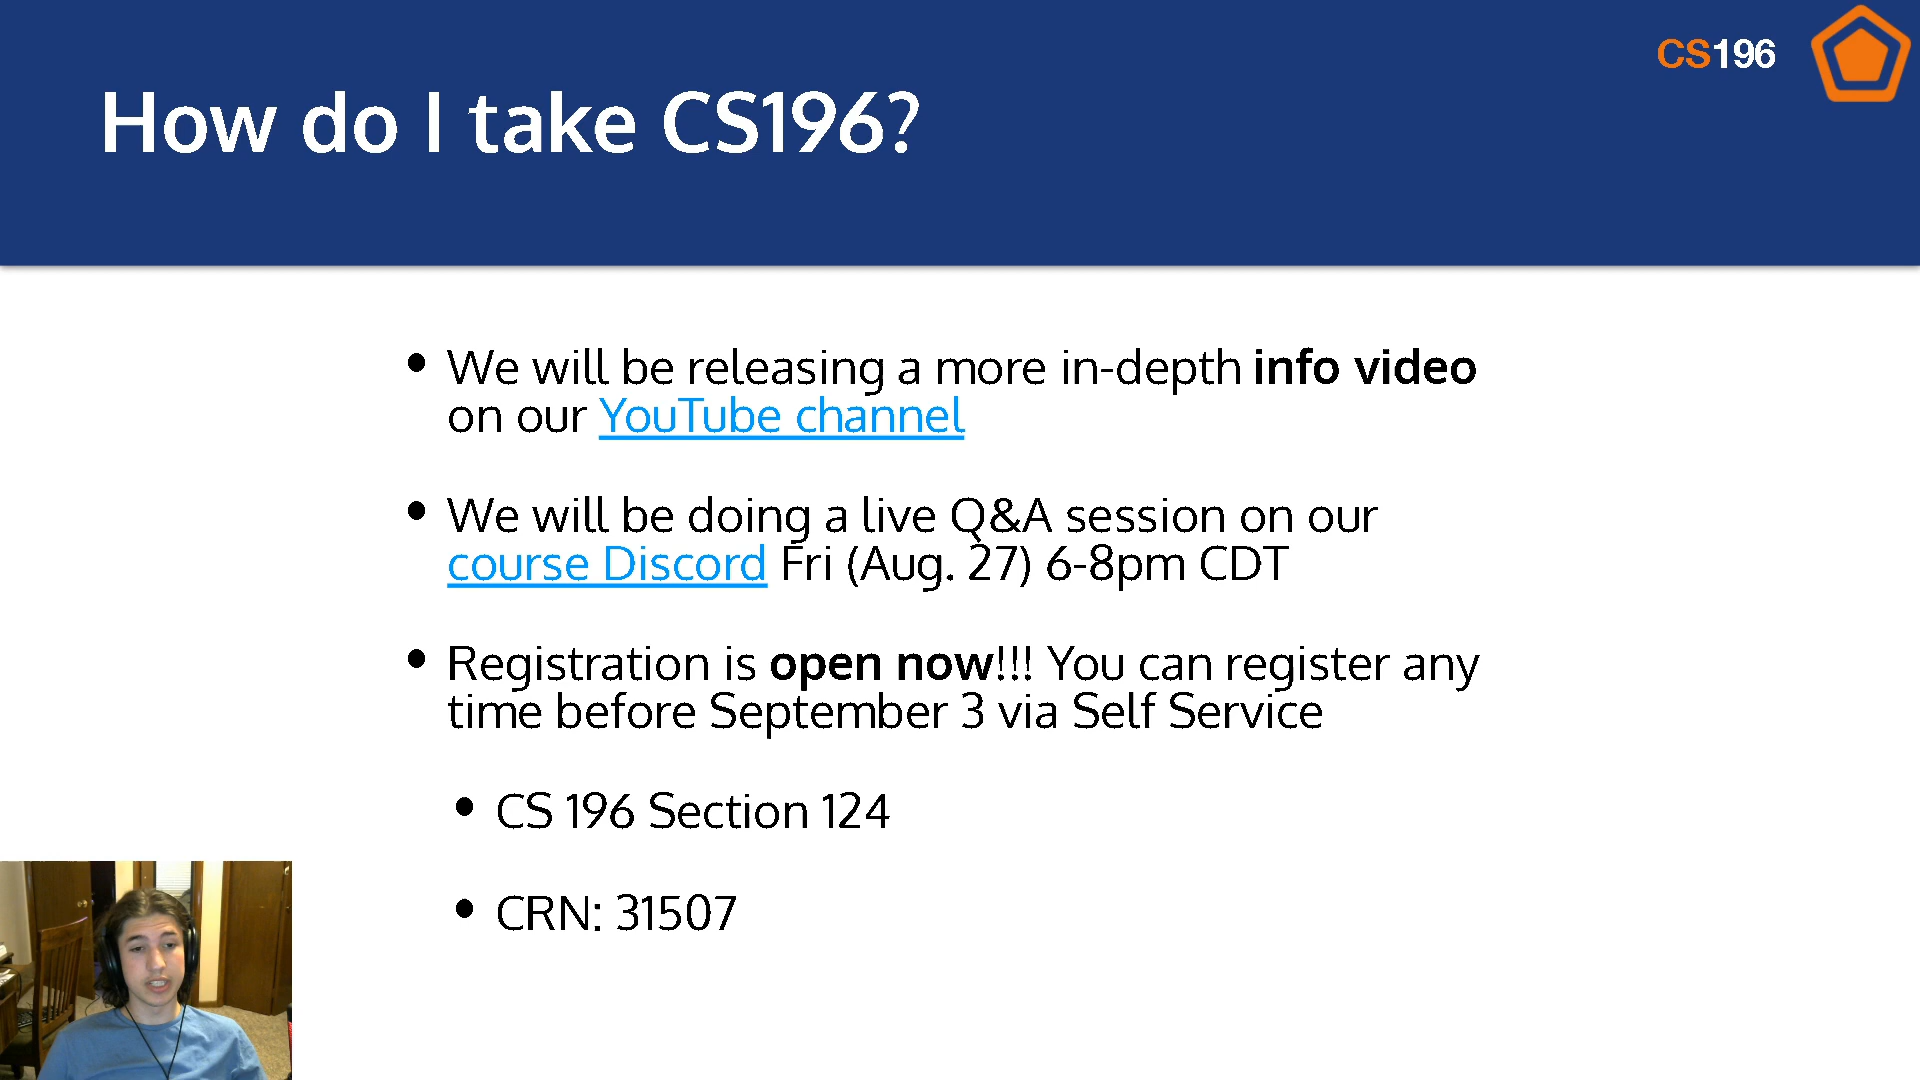 CS196
How do I take CS196?
• We will be releasing a more in-depth info video
on our YouTube channel
• We will be doing a live Q&A session on our
course Discord Fri (Aug. 27) 6-8pm CDT
• Registration is open now!!! You can register any
time before September 3 via Self Service
• CS 196 Section 124
• CRN: 31507